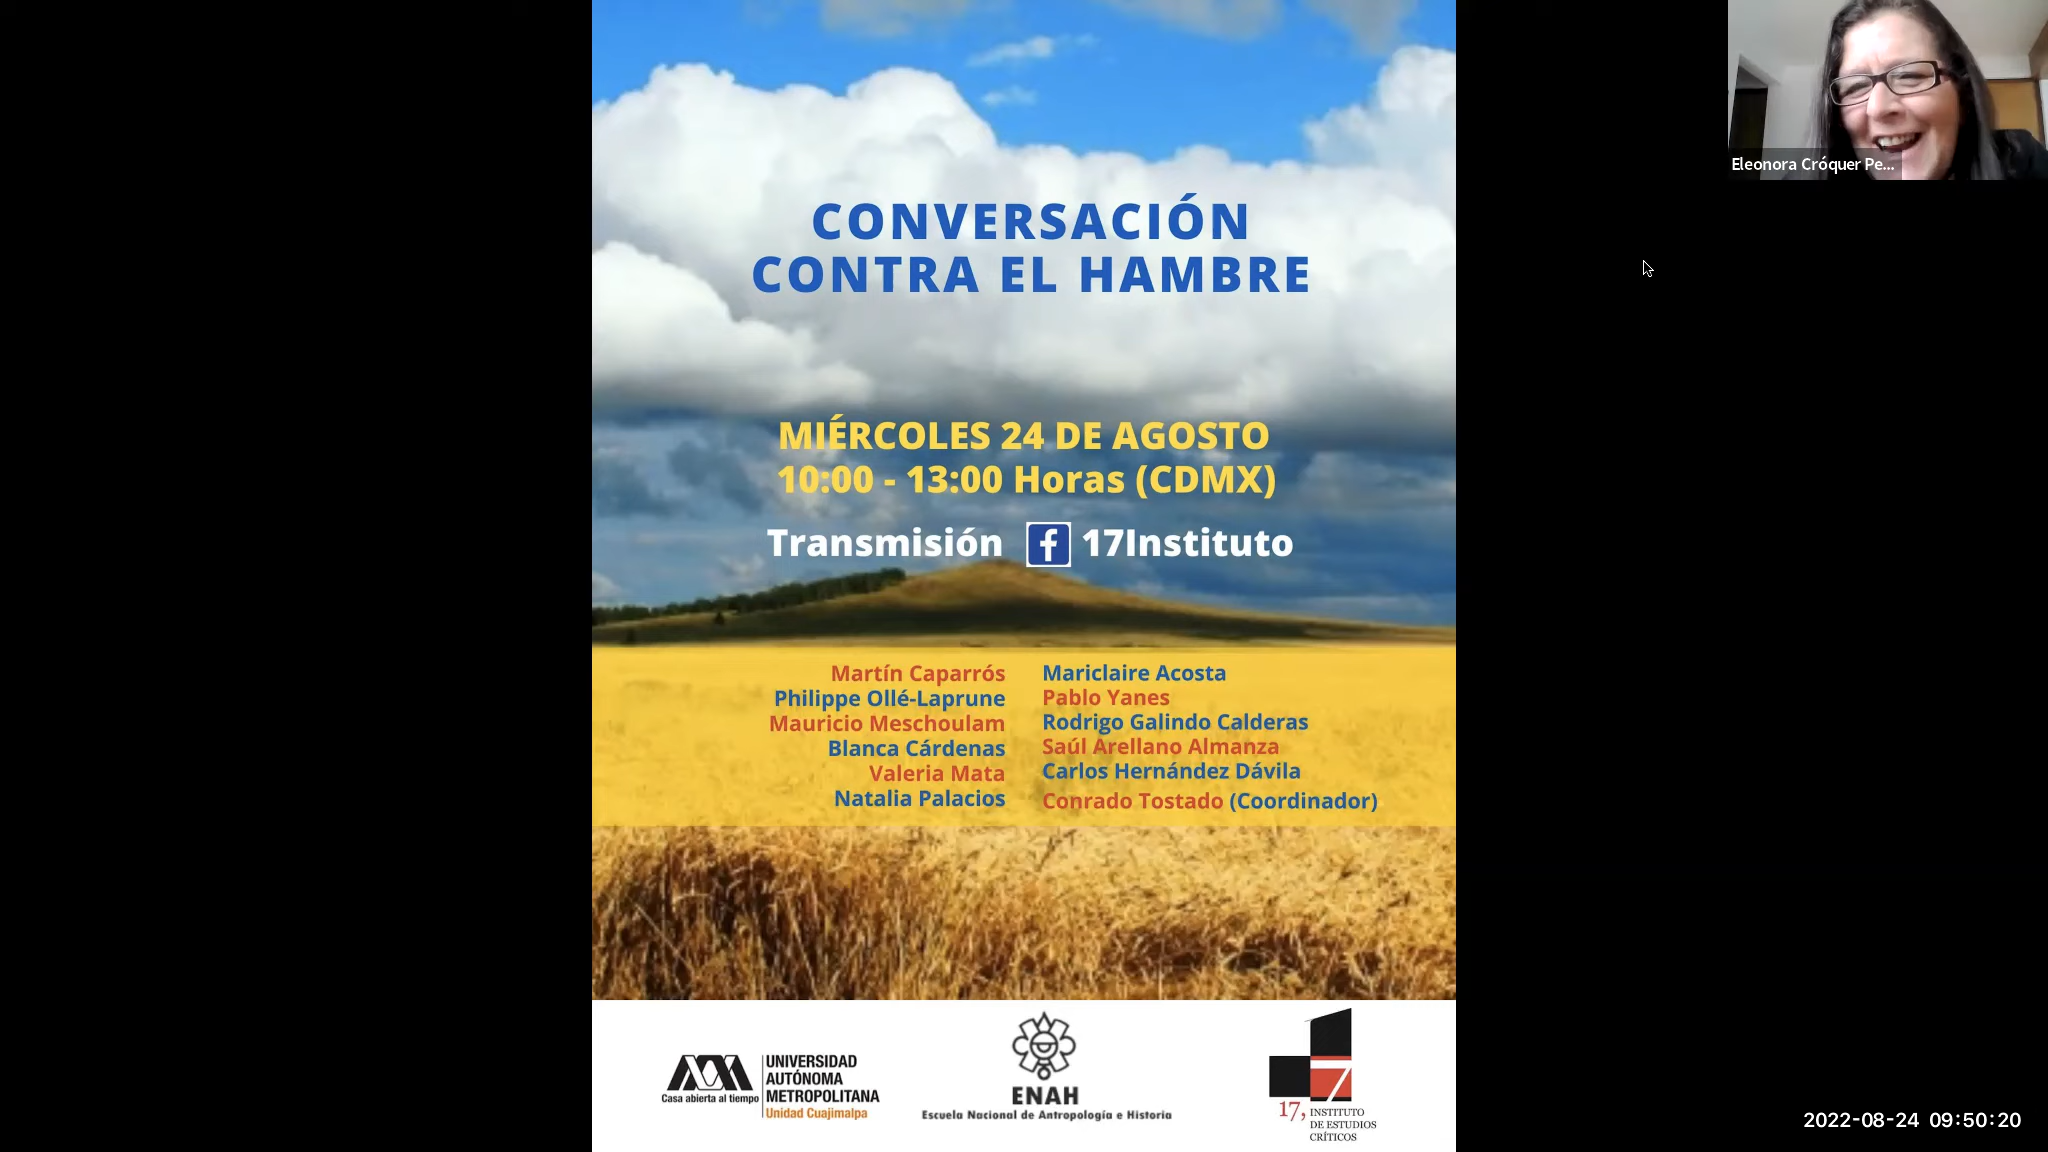 CONVERSACIÓN
CONTRA EL HAMBRE
MIÉRCOLES 24 DE AGOSTO
10:00 - 13:00 Horas (CDMX)
Transmisión f 17Instituto
Martín Caparrós
Philippe Ollé-Laprune
Mauricio Meschoulam
Blanca Cárdenas
Valeria Mata
Natalia Palacios
Mariclaire Acosta
Pablo Yanes
Rodrigo Galindo Calderas
Saúl Arellano Almanza
Carlos Hernández Dávila
Conrado Tostado (Coordinador)
Casa abierta al tiempo
UNIVERSIDAD
AUTÓNOMA
METROPOLITANA
Unidad Cuajimalpa
ENAH
Escuela Nacional de Antropología e Historia
17, INSTITUTO
DE ESTUDIOS
CRÍTICOS
Eleonora Cróquer Pe...
2022-08-24 09:50:20